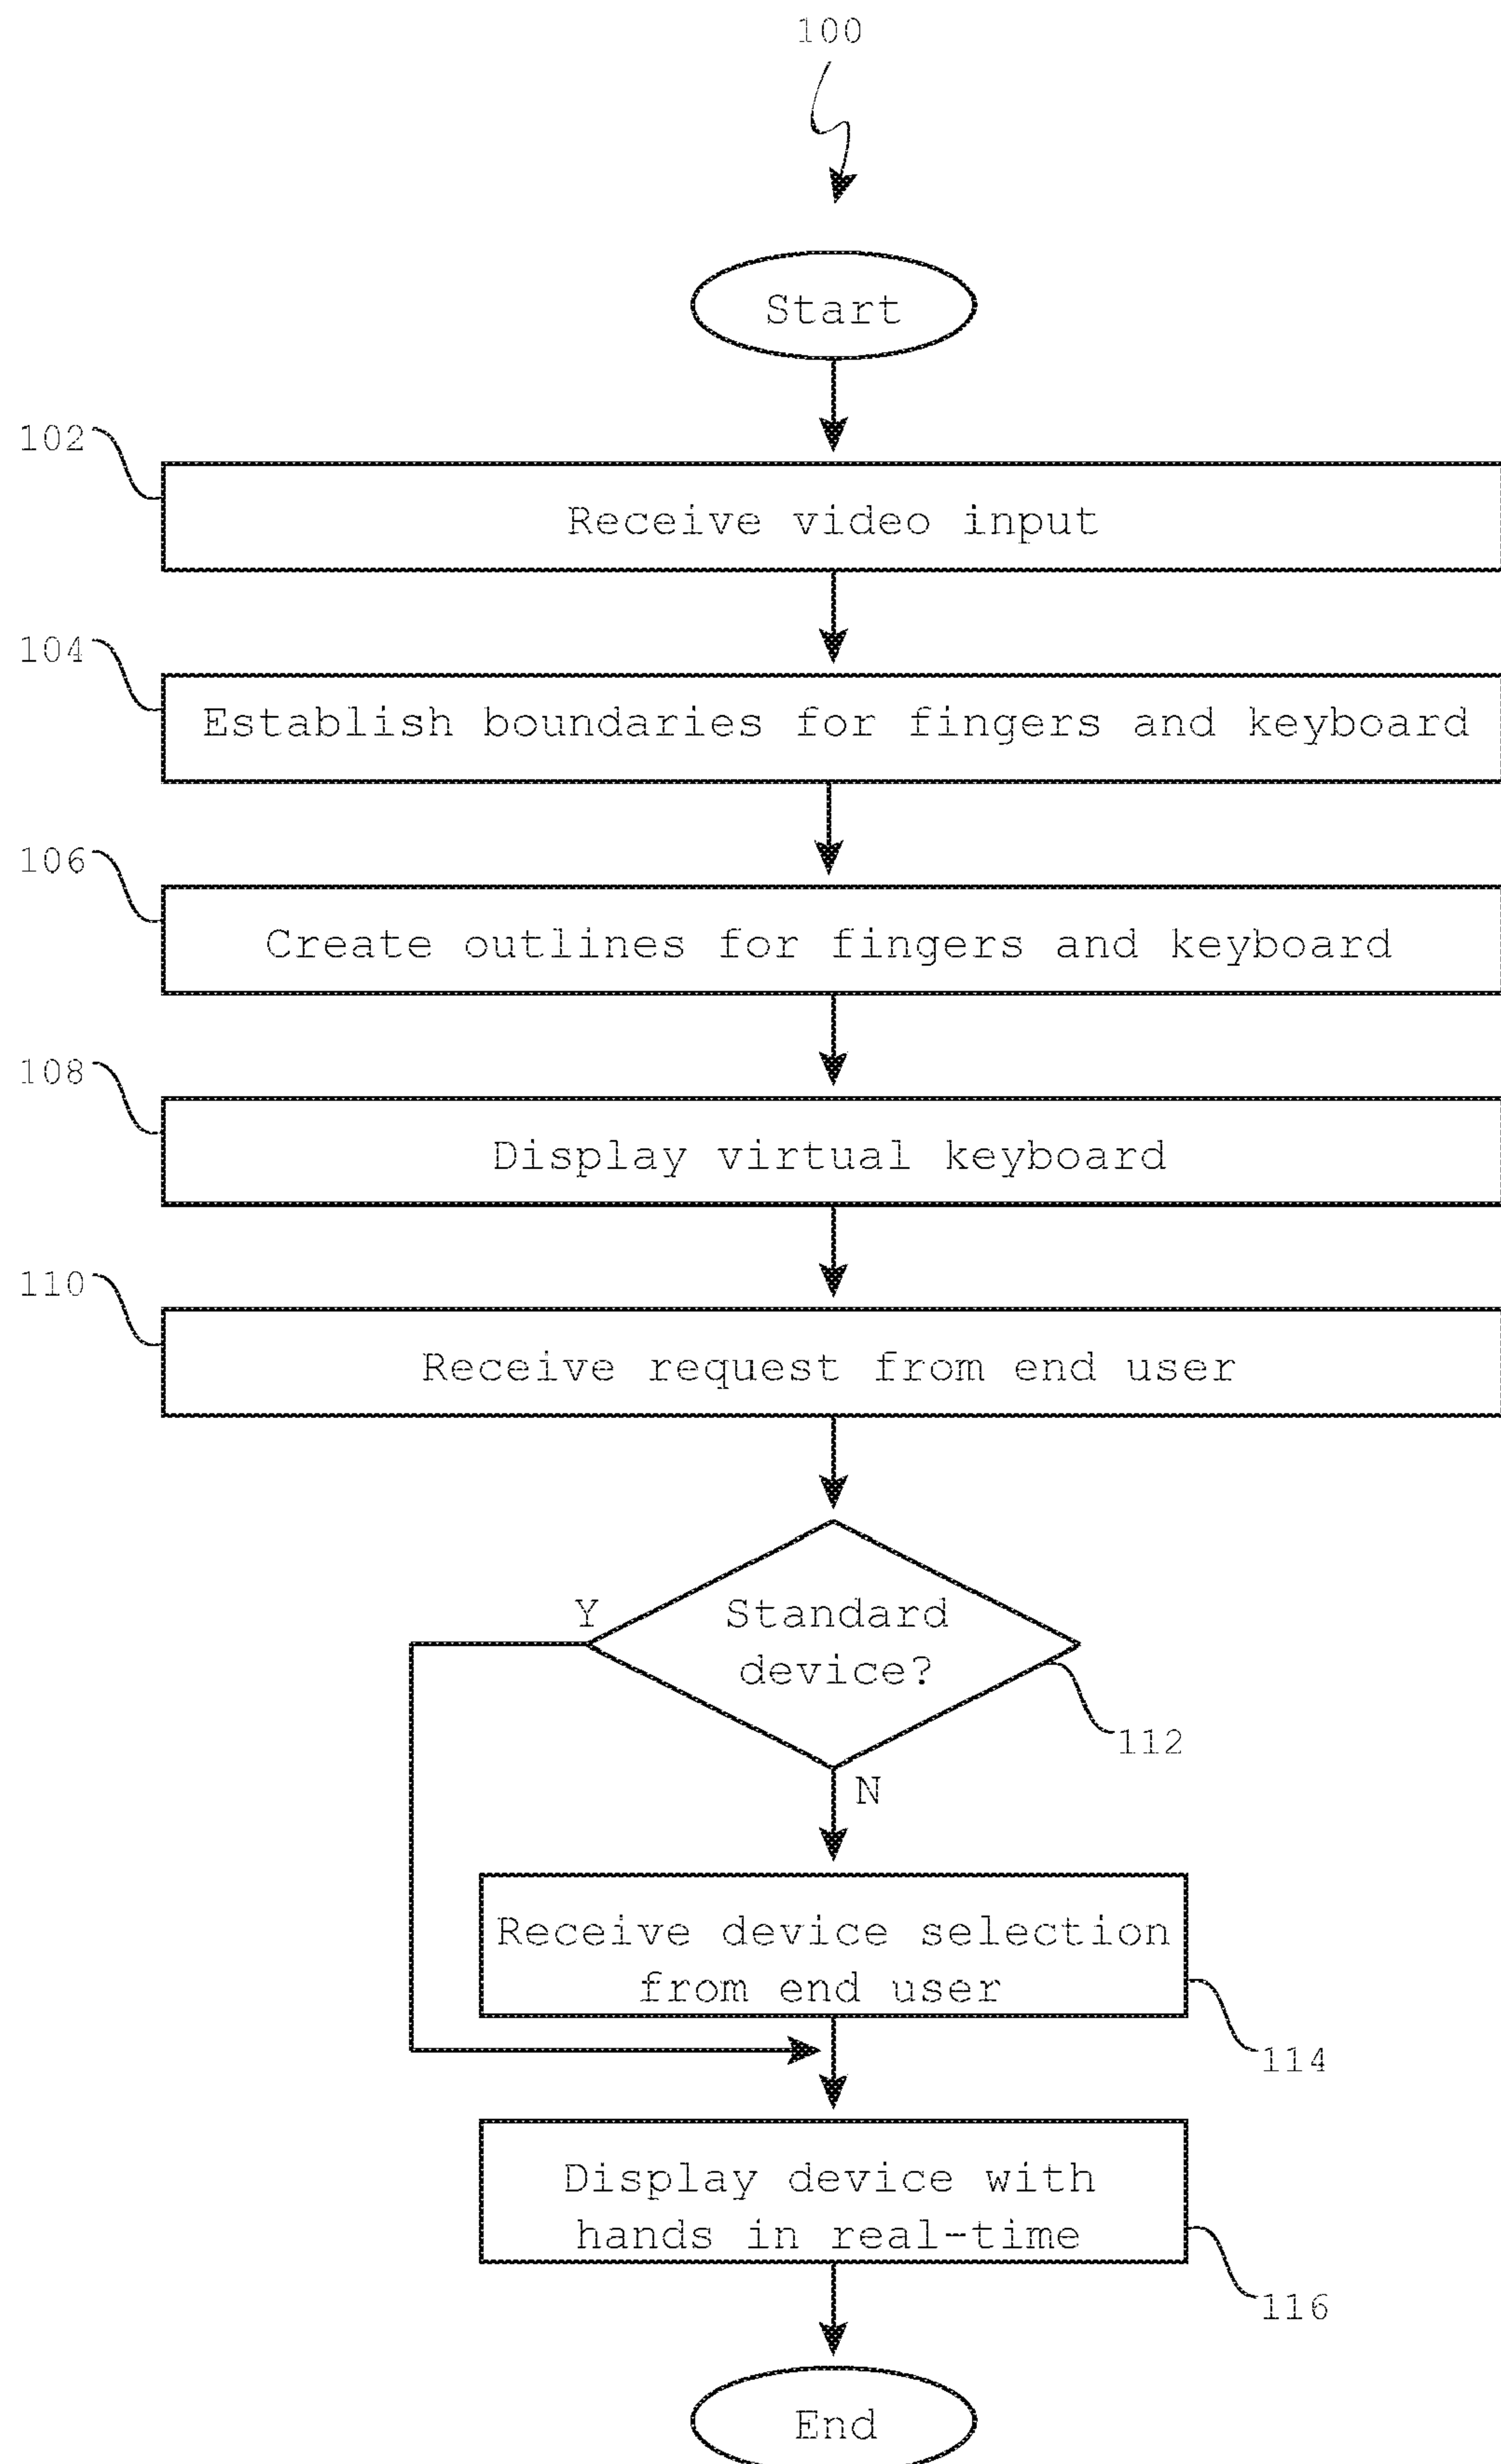 100
Start
102
Receive video input
104
Establish boundaries for fingers and keyboard
106
Create outlines for fingers and keyboard
108
Display virtual keyboard
110
Receive request from end user
Y
Standard
device?
112
N
Receive device selection
from end user
114
Display device with
hands in real-time
116
End